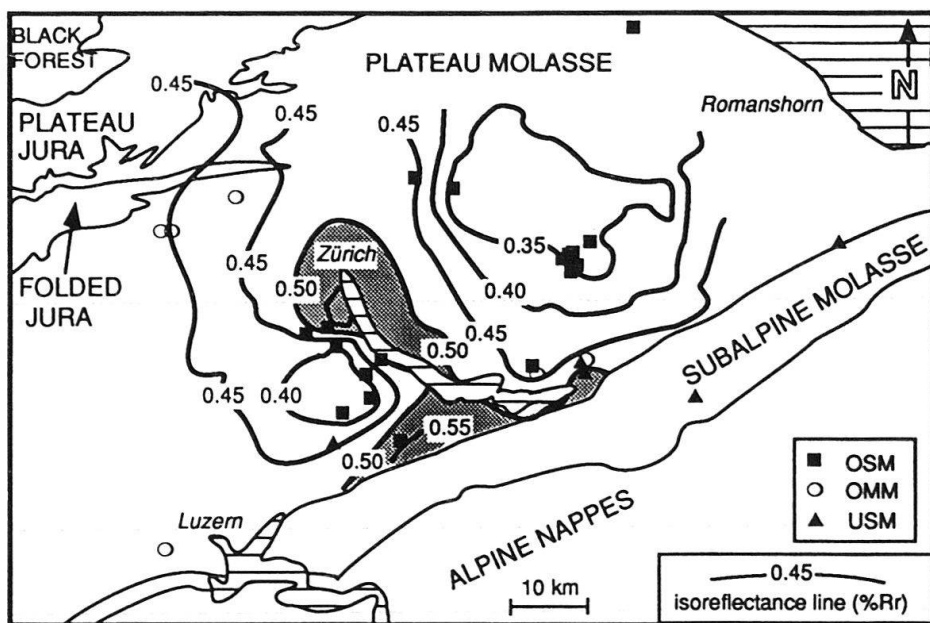 BLACK
FOREST
PLATEAU MOLASSE
N
0.45
0.45
0.45
Romanshorn
PLATEAU
JURA
0.45
Zürich
0.35
FOLDED
JURA
0.50
0.40
0.45
0.50
SUBALPINE MOLASSE
0.45
0.40
0.55
0.50
OSM
OMM
USM
Luzern
ALPINE NAPPES
10 km
0.45
isoreflectance line (%Rr)